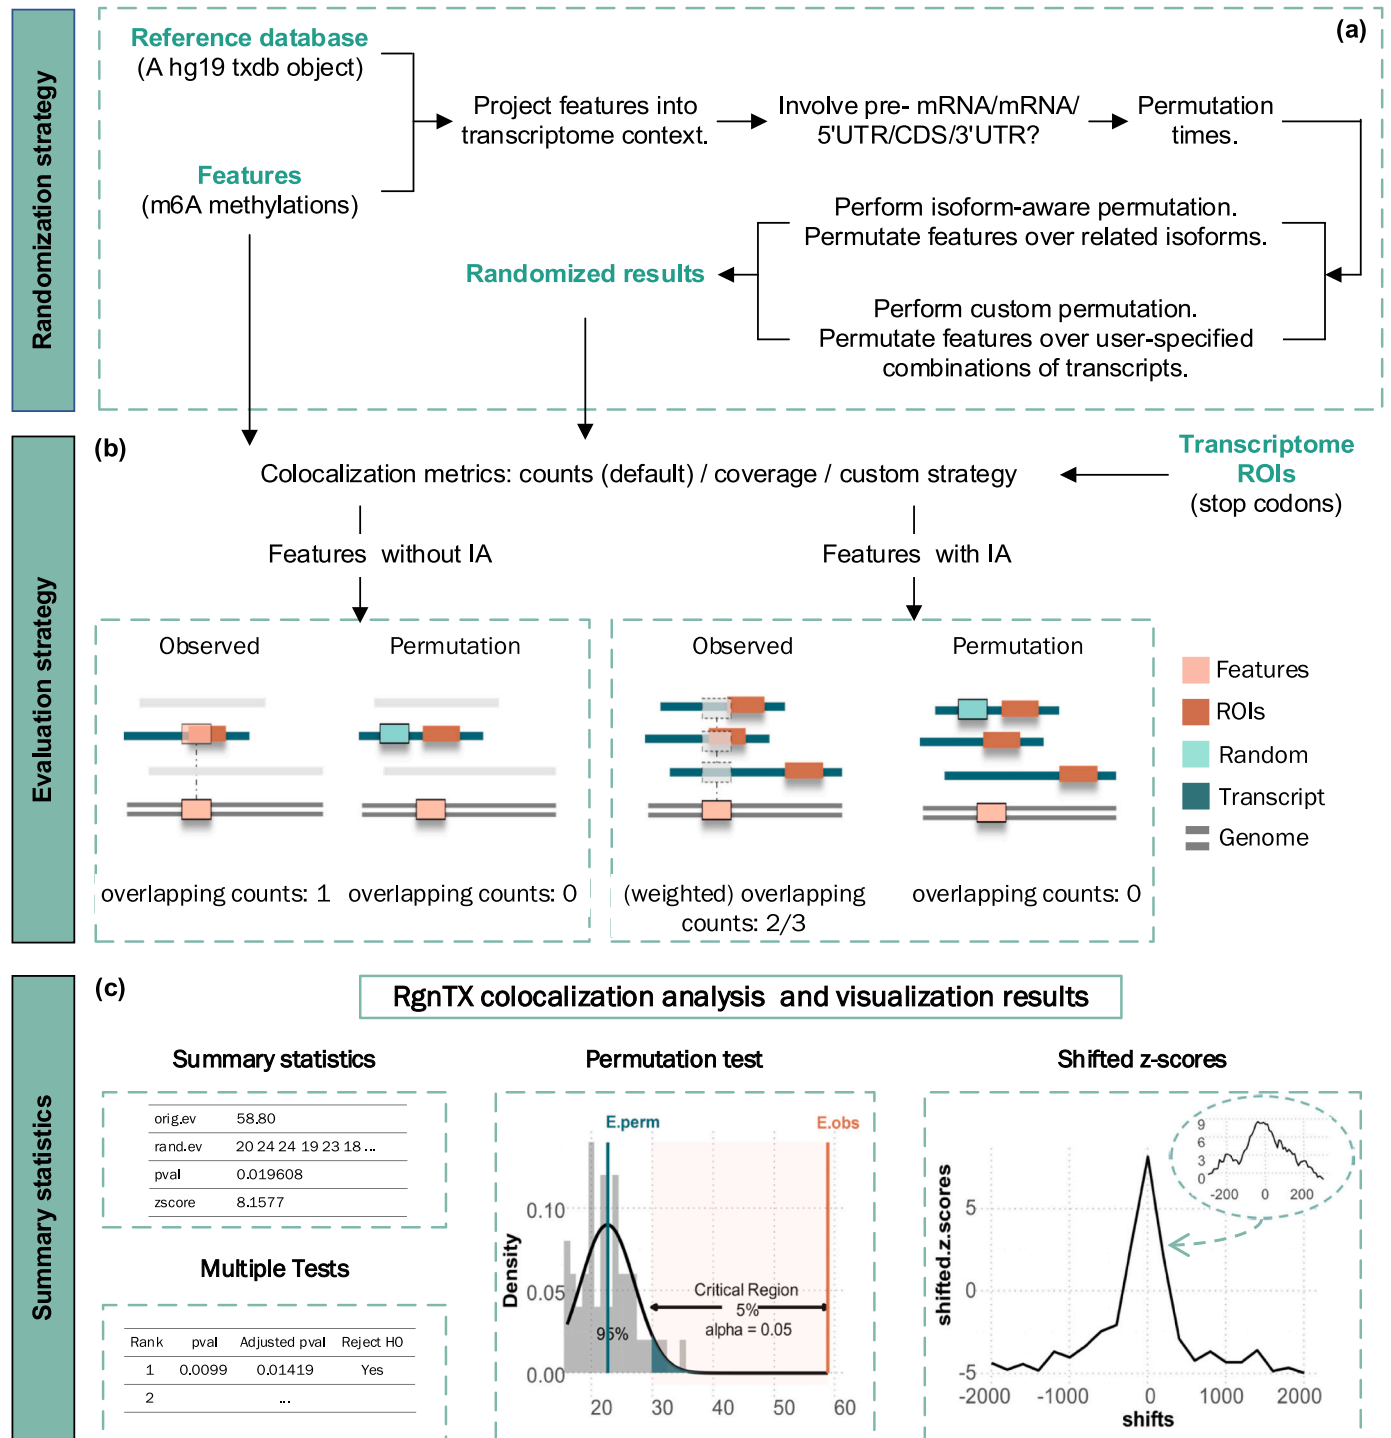 Randomization strategy
(a)
Reference database
(A hg19 txdb object)
Features
(m6A methylations)
Project features into
transcriptome context.
Involve pre- mRNA/mRNA/
5'UTR/CDS/3'UTR?
Permutation
times.
Perform isoform-aware permutation.
Permutate features over related isoforms.
Randomized results
Perform custom permutation.
Permutate features over user-specified
combinations of transcripts.
Evaluation strategy
(b)
Colocalization metrics: counts (default) / coverage / custom strategy
Transcriptome
ROIs
(stop codons)
Features without IA
Features with IA
Observed
Permutation
overlapping counts: 1
overlapping counts: 0
Observed
Permutation
(weighted) overlapping
counts: 2/3
overlapping counts: 0
Features
ROIs
Random
Transcript
Genome
Summary statistics
(c)
RgnTX colocalization analysis and visualization results
Summary statistics
orig.ev 58.80
rand.ev 20 24 24 19 23 18 ...
pval 0.019608
zscore 8.1577
Multiple Tests
Rank pval Adjusted pval Reject H0
1 0.0099 0.01419 Yes
2 ...
Permutation test
E.perm
E.obs
Density
0.10
0.05
0.00
95%
Critical Region
5%
alpha = 0.05
20 30 40 50 60
Shifted z-scores
shifted.z.scores
5
0
-5
-2000 -1000 0 1000 2000
shifts
9
6
3
0
-200 0 200